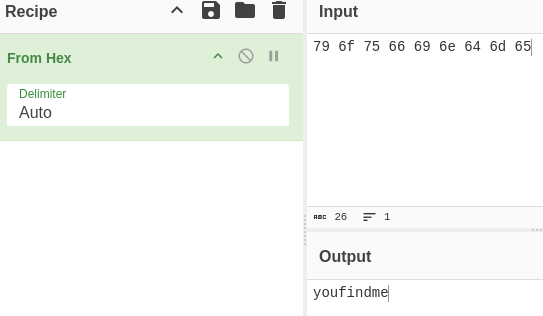 Recipe
From Hex
Delimiter
Auto
Input
79 6f 75 66 69 6e 64 6d 65
ABC 26 1
Output
youfindme